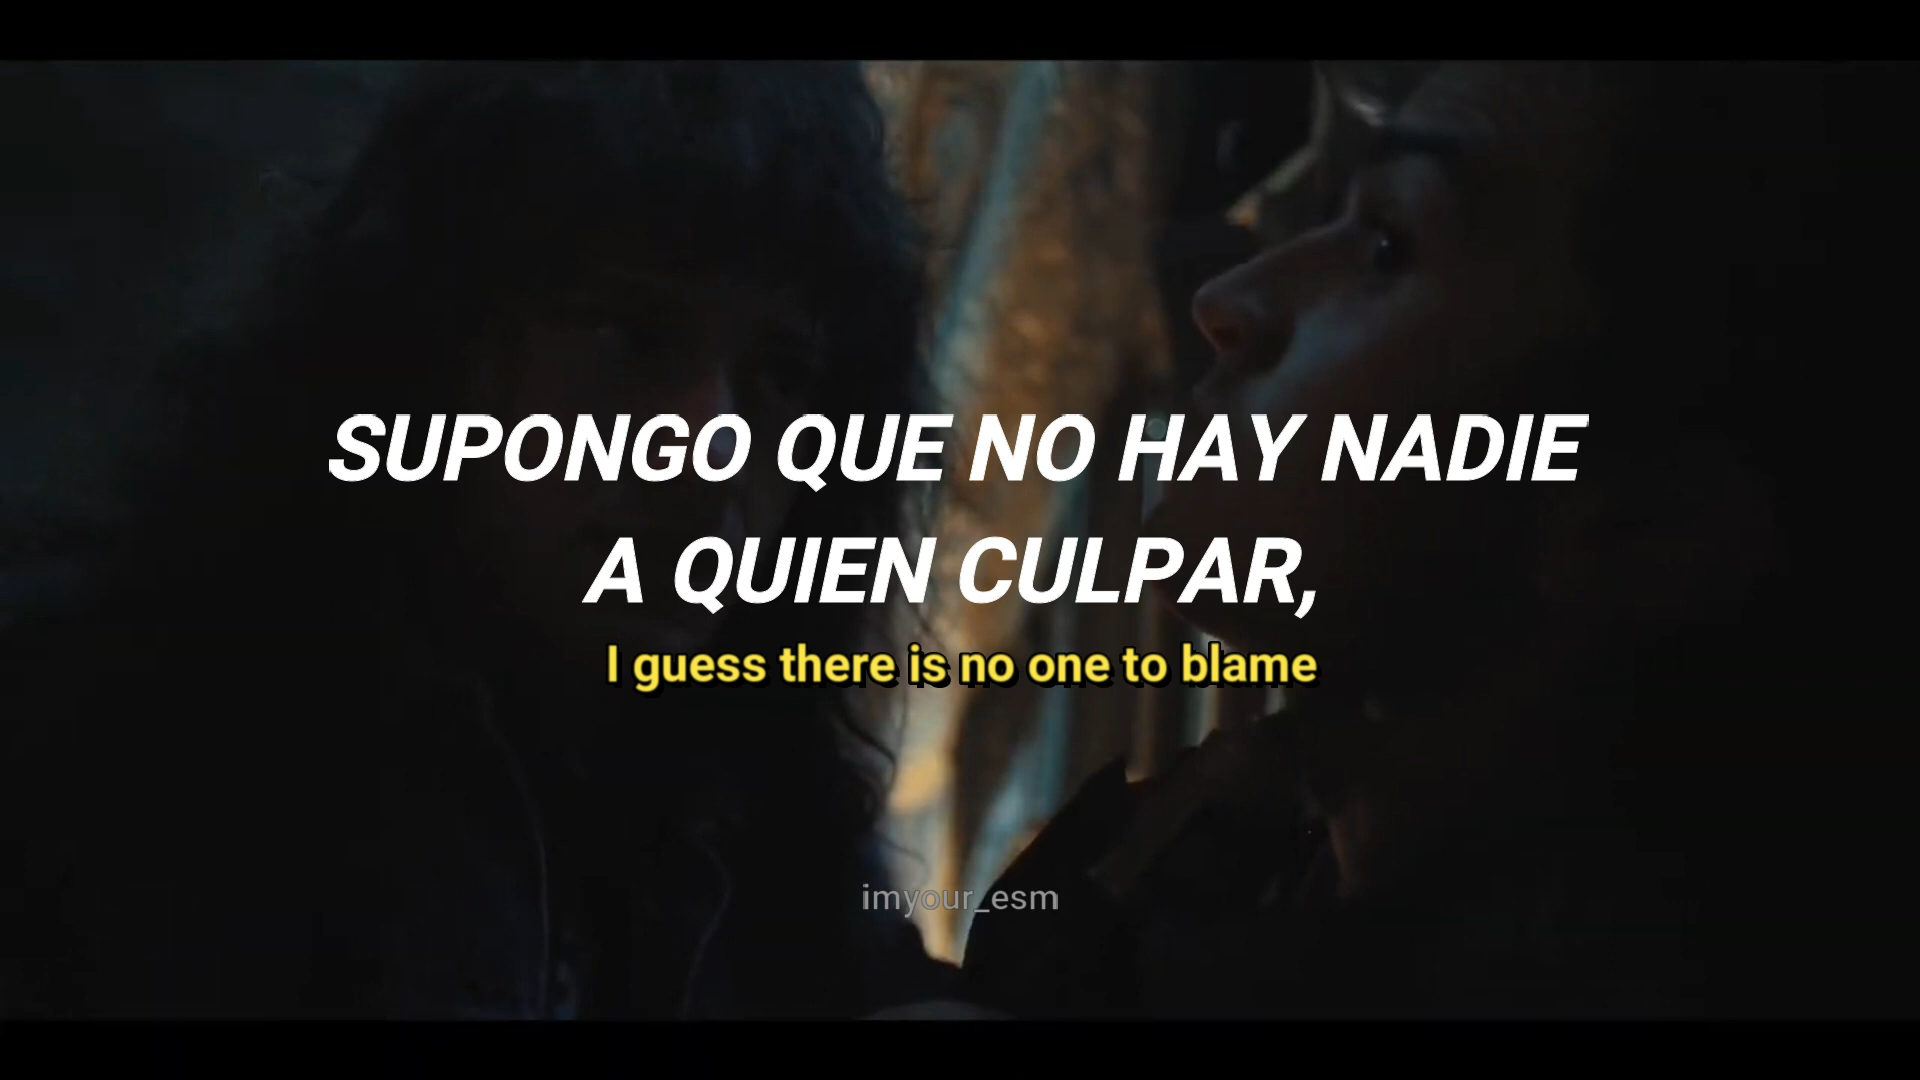 SUPONGO QUE NO HAY NADIE
A QUIEN CULPAR,
I guess there is no one to blame
imyour_esm